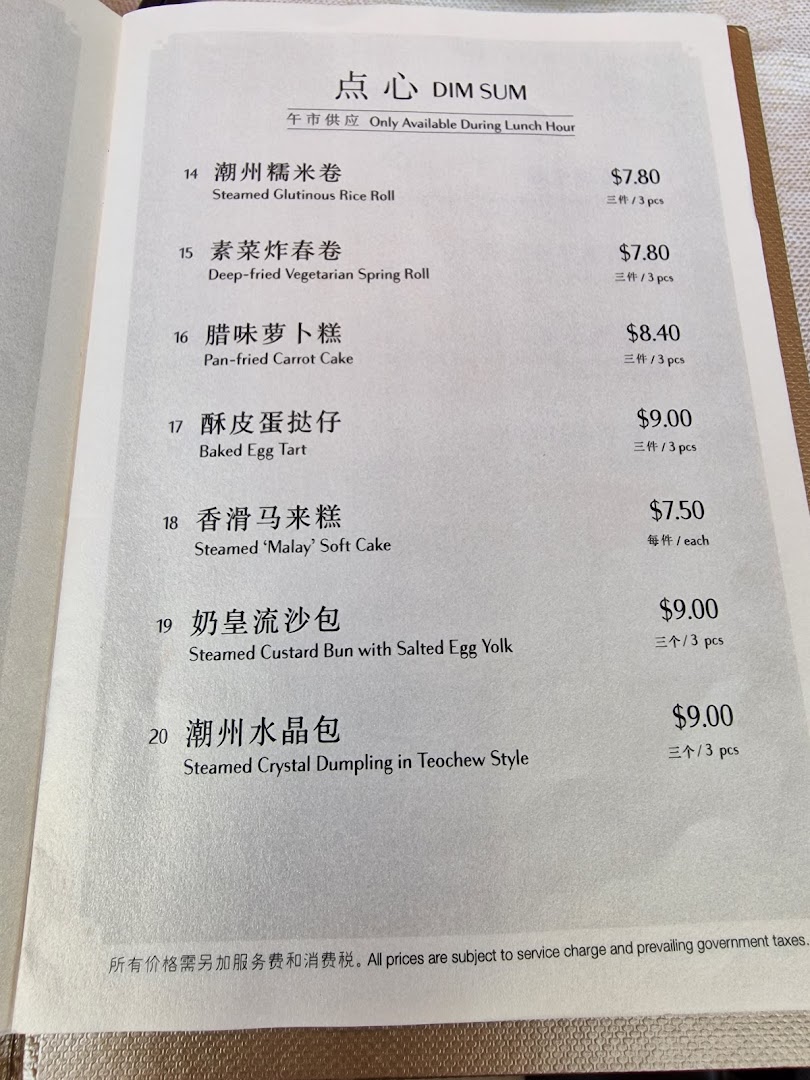 点心 DIM SUM
午市供应 Only Available During Lunch Hour
14 潮州糯米卷 $7.80
Steamed Glutinous Rice Roll 三件 / 3 pcs
15 素菜炸春卷 $7.80
Deep-fried Vegetarian Spring Roll 三件 / 3 pcs
16 腊味萝卜糕 $8.40
Pan-fried Carrot Cake 三件 / 3 pcs
17 酥皮蛋挞仔 $9.00
Baked Egg Tart 三件 / 3 pcs
18 香滑马来糕 $7.50
Steamed ‘Malay’ Soft Cake 每件 / each
19 奶皇流沙包 $9.00
Steamed Custard Bun with Salted Egg Yolk 三个 / 3 pcs
20 潮州水晶包 $9.00
Steamed Crystal Dumpling in Teochew Style 三个 / 3 pcs
所有价格需另加服务费和消费税。All prices are subject to service charge and prevailing government taxes.